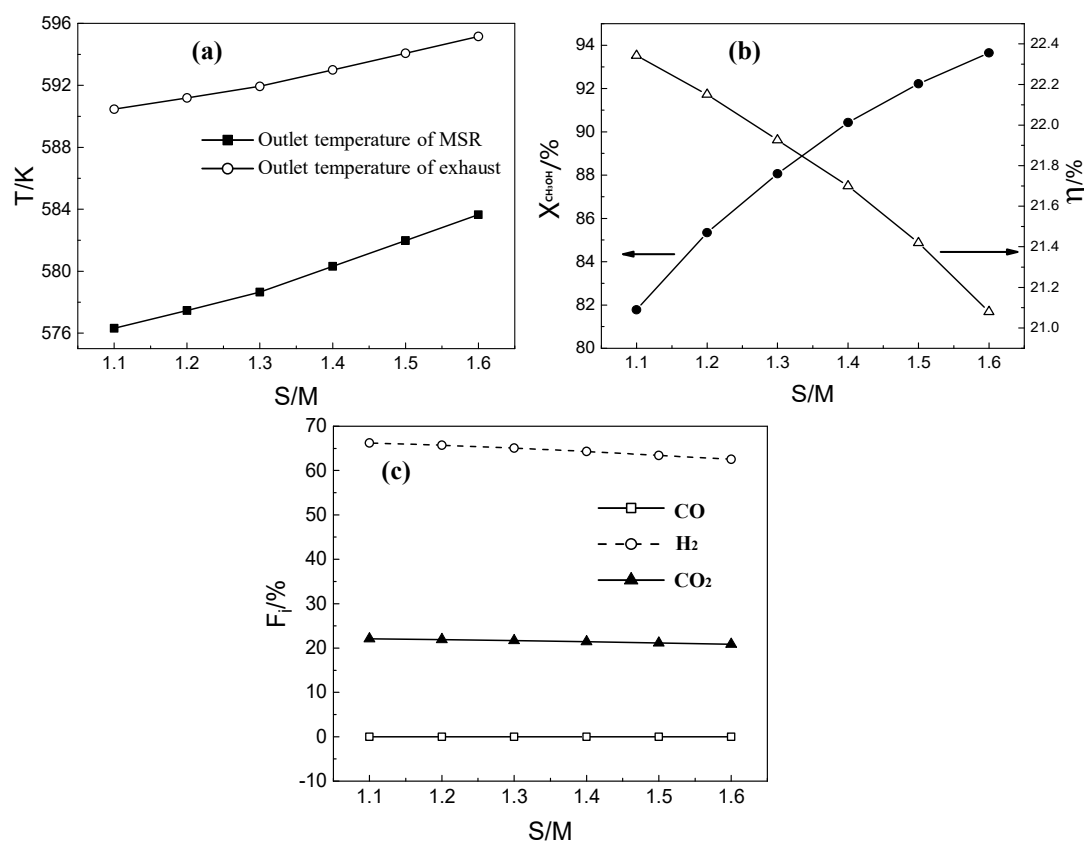 (a)
596
592
588
584
580
576
T/K
Outlet temperature of MSR
Outlet temperature of exhaust
1.1 1.2 1.3 1.4 1.5 1.6
S/M
(b)
94
92
90
88
86
84
82
80
X CH₃OH /%
22.4
22.2
22.0
21.8
21.6
21.4
21.2
21.0
η/%
1.1 1.2 1.3 1.4 1.5 1.6
S/M
(c)
70
60
50
40
30
20
10
0
-10
Fi/%
CO
H2
CO2
1.1 1.2 1.3 1.4 1.5 1.6
S/M